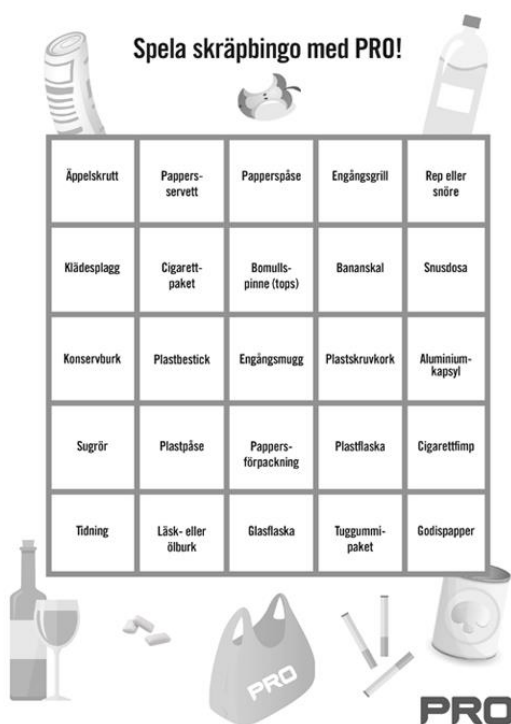 Spela skräpbingo med PRO!
Äppelskrutt
Pappers-
servett
Papperspåse
Engångsgrill
Rep eller
snöre
Klädesplagg
Cigarett-
paket
Bomulls-
pinne (tops)
Bananskal
Snusdosa
Konservburk
Plastbestick
Engångsmugg
Plastskruvkork
Aluminium-
kapsyl
Sugrör
Plastpåse
Pappers-
förpackning
Plastflaska
Cigarettfimp
Tidning
Läsk- eller
ölburk
Glasflaska
Tuggummi-
paket
Godispapper
PRO
PRO